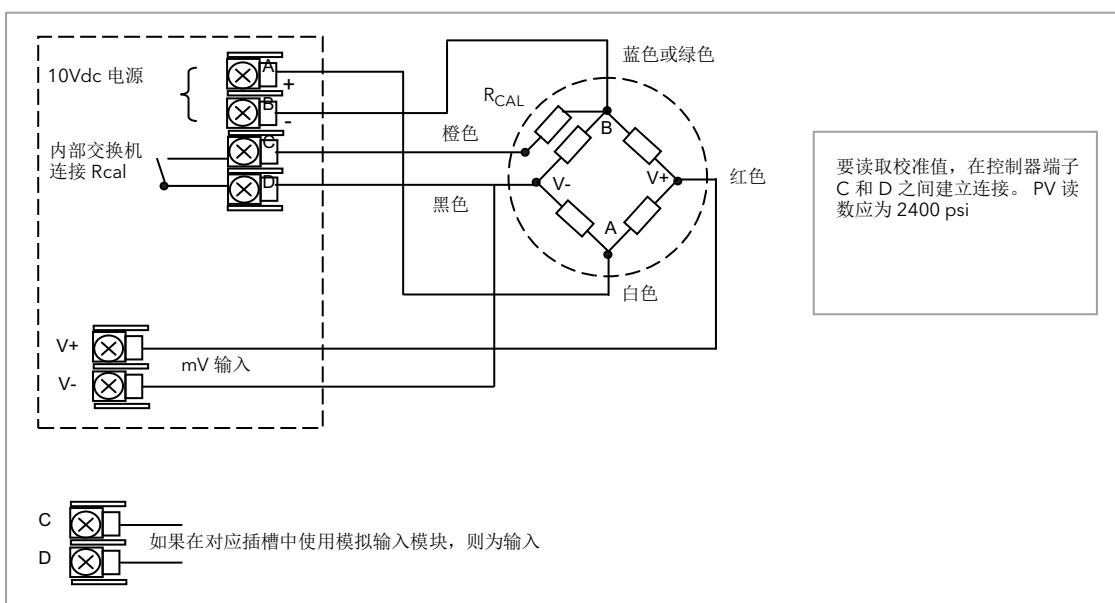 10Vdc 电源
A
+
B
-
C
D
内部交换机
连接 Rcal
蓝色或绿色
RCAL
橙色
B
V-
V+
A
红色
黑色
白色
要读取校准值，在控制器端子
C 和 D 之间建立连接。 PV 读
数应为 2400 psi
V+
V-
mV 输入
C
D
如果在对应插槽中使用模拟输入模块，则为输入